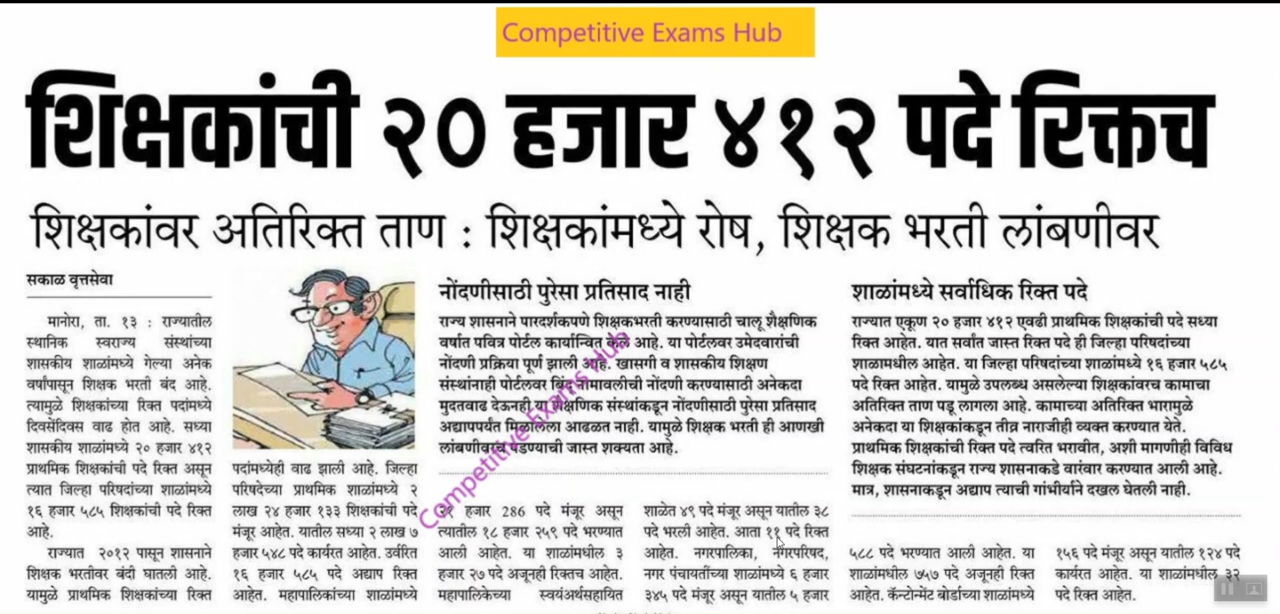 Competitive Exams Hub
शिक्षकांची २० हजार ४१२ पदे रिक्तच
शिक्षकांवर अतिरिक्त ताण : शिक्षकांमध्ये रोष, शिक्षक भरती लांबणीवर
सकाळ वृत्तसेवा
मानोरा, ता. १३ : राज्यातील
स्थानिक स्वराज्य संस्थांच्या
शासकीय शाळांमध्ये गेल्या अनेक
वर्षांपासून शिक्षक भरती बंद आहे.
त्यामुळे शिक्षकांच्या रिक्त पदांमध्ये
दिवसेंदिवस वाढ होत आहे. सध्या
शासकीय शाळांमध्ये २० हजार ४१२
प्राथमिक शिक्षकांची पदे रिक्त असून
त्यात जिल्हा परिषदांच्या शाळांमध्ये
१६ हजार ५८५ शिक्षकांची पदे रिक्त
आहे.
राज्यात २०१२ पासून शासनाने
शिक्षक भरतीवर बंदी घातली आहे.
यामुळे प्राथमिक शिक्षकांच्या रिक्त
पदांमध्येही वाढ झाली आहे. जिल्हा
परिषदेच्या प्राथमिक शाळांमध्ये २
लाख २४ हजार १३३ शिक्षकांची पदे
मंजूर आहेत. यातील सध्या २ लाख ७
हजार ५४८ पदे कार्यरत आहेत. उर्वरित
१६ हजार ५८५ पदे अद्याप रिक्त
आहेत. महापालिकांच्या शाळांमध्ये
नोंदणीसाठी पुरेसा प्रतिसाद नाही
राज्य शासनाने पारदर्शकपणे शिक्षकभरती करण्यासाठी चालू शैक्षणिक
वर्षात पवित्र पोर्टल कार्यान्वित केले आहे. या पोर्टलवर उमेदवारांची
नोंदणी प्रक्रिया पूर्ण झाली आहे. खासगी व शासकीय शिक्षण
संस्थांनाही पोर्टलवर बिंदूनामावलीची नोंदणी करण्यासाठी अनेकदा
मुदतवाढ देऊनही या शैक्षणिक संस्थांकडून नोंदणीसाठी पुरेसा प्रतिसाद
अद्यापपर्यंत मिळालेला आढळत नाही. यामुळे शिक्षक भरती ही आणखी
लांबणीवरच पडण्याची जास्त शक्यता आहे.
Competitive Exams Hub
हजार 286 पदे मंजूर असून
त्यातील १८ हजार २५९ पदे भरण्यात
आली आहेत. या शाळांमधील ३
हजार २७ पदे अजूनही रिक्तच आहेत.
महापालिकेच्या स्वयंअर्थसहायित
शाळेत ४९ पदे मंजूर असून यातील ३८
पदे भरली आहेत. आता ११ पदे रिक्त
आहेत. नगरपालिका, नगरपरिषद,
नगर पंचायतींच्या शाळांमध्ये ६ हजार
३४५ पदे मंजूर असून यातील ५ हजार
शाळांमध्ये सर्वाधिक रिक्त पदे
राज्यात एकूण २० हजार ४१२ एवढी प्राथमिक शिक्षकांची पदे सध्या
रिक्त आहेत. यात सर्वांत जास्त रिक्त पदे ही जिल्हा परिषदांच्या
शाळामधील आहेत. या जिल्हा परिषदांच्या शाळांमध्ये १६ हजार ५८५
पदे रिक्त आहेत. यामुळे उपलब्ध असलेल्या शिक्षकांवरच कामाचा
अतिरिक्त ताण पडू लागला आहे. कामाच्या अतिरिक्त भारामुळे
अनेकदा या शिक्षकांकडून तीव्र नाराजीही व्यक्त करण्यात येते.
प्राथमिक शिक्षकांची रिक्त पदे त्वरित भरावीत, अशी मागणीही विविध
शिक्षक संघटनांकडून राज्य शासनाकडे वारंवार करण्यात आली आहे.
मात्र, शासनाकडून अद्याप त्याची गांभीर्याने दखल घेतली नाही.
५८८ पदे भरण्यात आली आहेत. या
शाळांमधील ७५७ पदे अजूनही रिक्त
आहेत. कॅन्टोन्मेंट बोर्डाच्या शाळांमध्ये
१५६ पदे मंजूर असून यातील १२४ पदे
कार्यरत आहेत. या शाळांमधील ३२
पदे रिक्त आहेत.